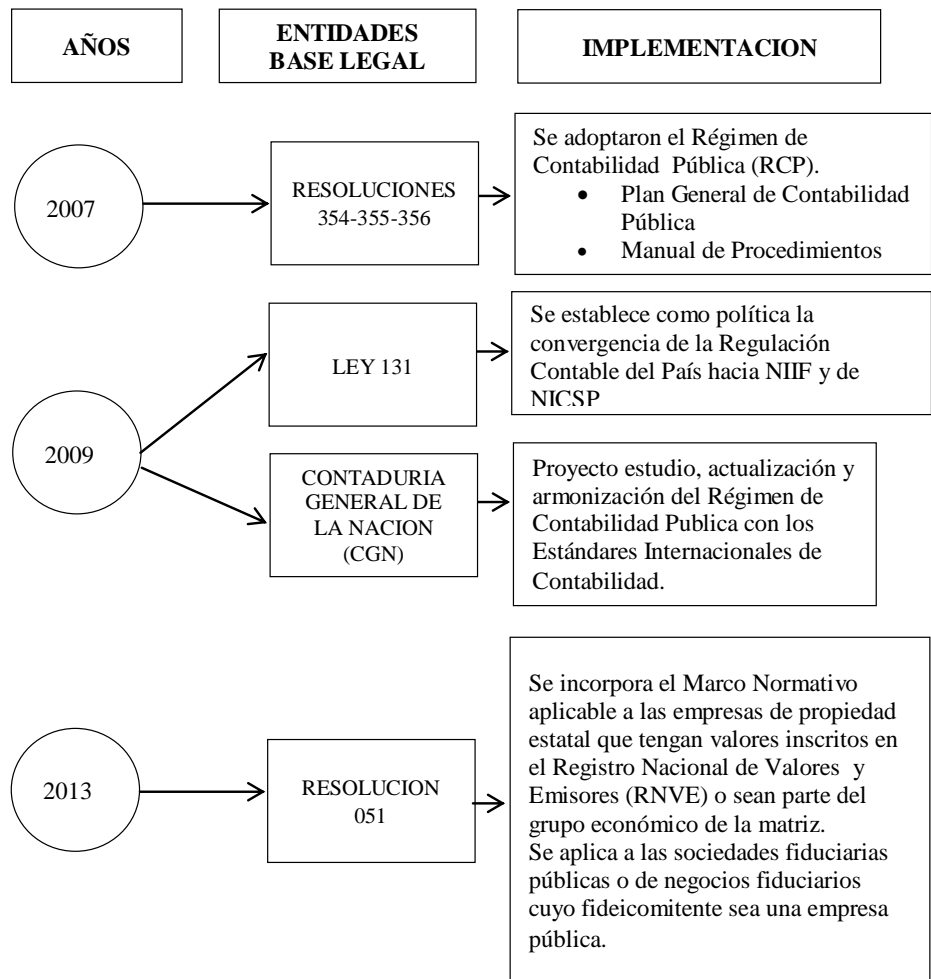 AÑOS
ENTIDADES
BASE LEGAL
IMPLEMENTACION
2007
RESOLUCIONES
354-355-356
Se adoptaron el Régimen de
Contabilidad Pública (RCP).
• Plan General de Contabilidad
Pública
• Manual de Procedimientos
2009
LEY 131
Se establece como política la
convergencia de la Regulación
Contable del País hacia NIIF y de
NICSP
CONTADURIA
GENERAL DE
LA NACION
(CGN)
Proyecto estudio, actualización y
armonización del Régimen de
Contabilidad Publica con los
Estándares Internacionales de
Contabilidad.
2013
RESOLUCION
051
Se incorpora el Marco Normativo
aplicable a las empresas de propiedad
estatal que tengan valores inscritos en
el Registro Nacional de Valores y
Emisores (RNVE) o sean parte del
grupo económico de la matriz.
Se aplica a las sociedades fiduciarias
públicas o de negocios fiduciarios
cuyo fideicomitente sea una empresa
pública.